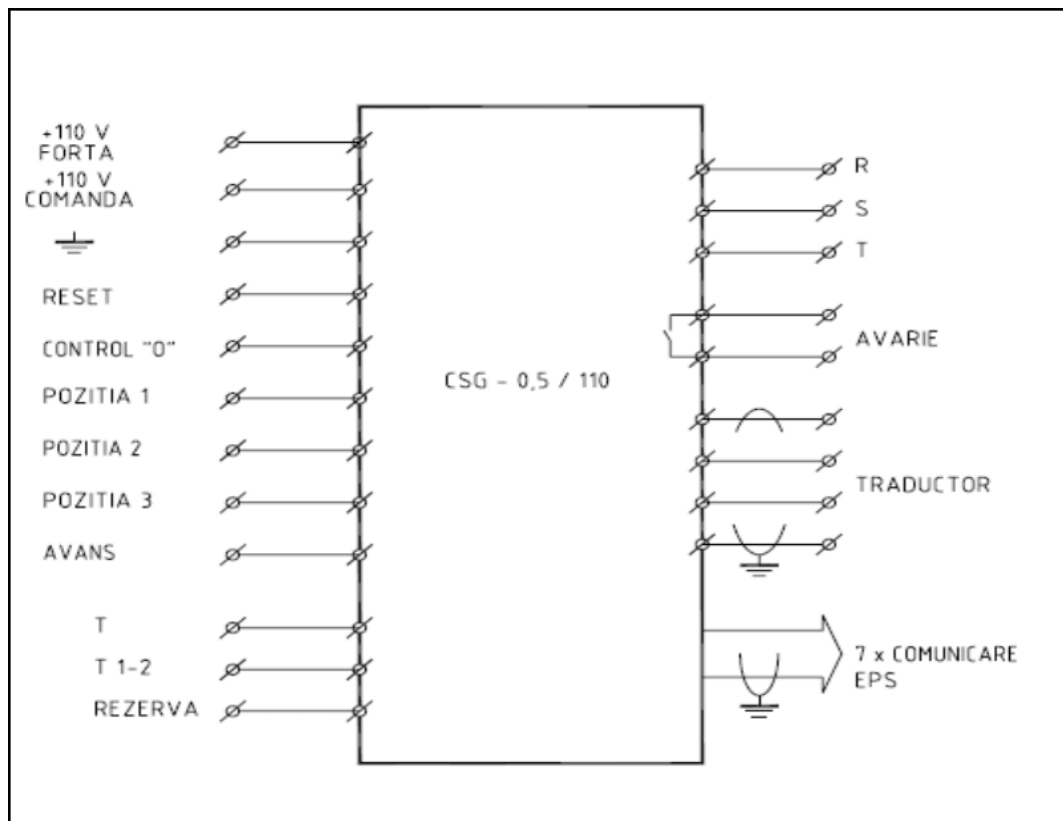 +110 V
FORTA
+110 V
COMANDA
RESET
CONTROL "0"
POZITIA 1
POZITIA 2
POZITIA 3
AVANS
T
T 1-2
REZERVA
CSG - 0,5 / 110
R
S
T
AVARIE
TRADUCTOR
7 x COMUNICARE
EPS